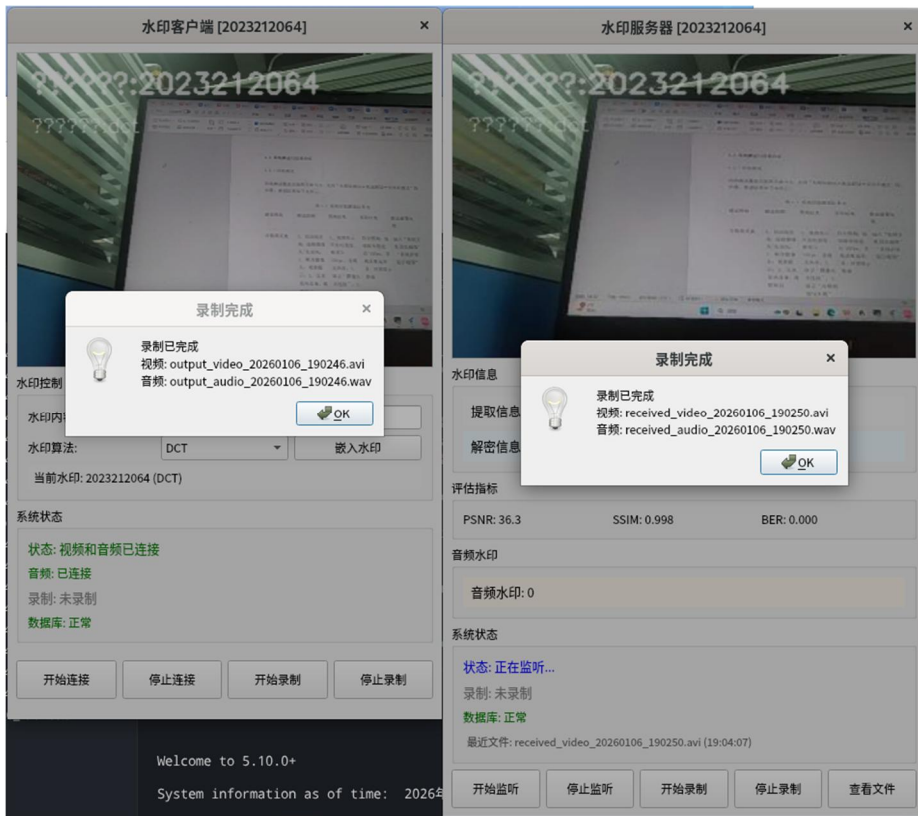 水印客户端 [2023212064]
×
??????:2023212064
录制完成
×
录制已完成
视频: output_video_20260106_190246.avi
音频: output_audio_20260106_190246.wav
OK
水印控制
水印内
水印算法:
DCT
嵌入水印
当前水印: 2023212064 (DCT)
系统状态
状态: 视频和音频已连接
音频: 已连接
录制: 未录制
数据库: 正常
开始连接
停止连接
开始录制
停止录制
Welcome to 5.10.0+
System information as of time: 2026年
水印服务器 [2023212064]
×
??????:2023212064
录制完成
×
录制已完成
视频: received_video_20260106_190250.avi
音频: received_audio_20260106_190250.wav
OK
水印信息
提取信息
解密信息
评估指标
PSNR: 36.3
SSIM: 0.998
BER: 0.000
音频水印
音频水印: 0
系统状态
状态: 正在监听...
录制: 未录制
数据库: 正常
最近文件: received_video_20260106_190250.avi (19:04:07)
开始监听
停止监听
开始录制
停止录制
查看文件